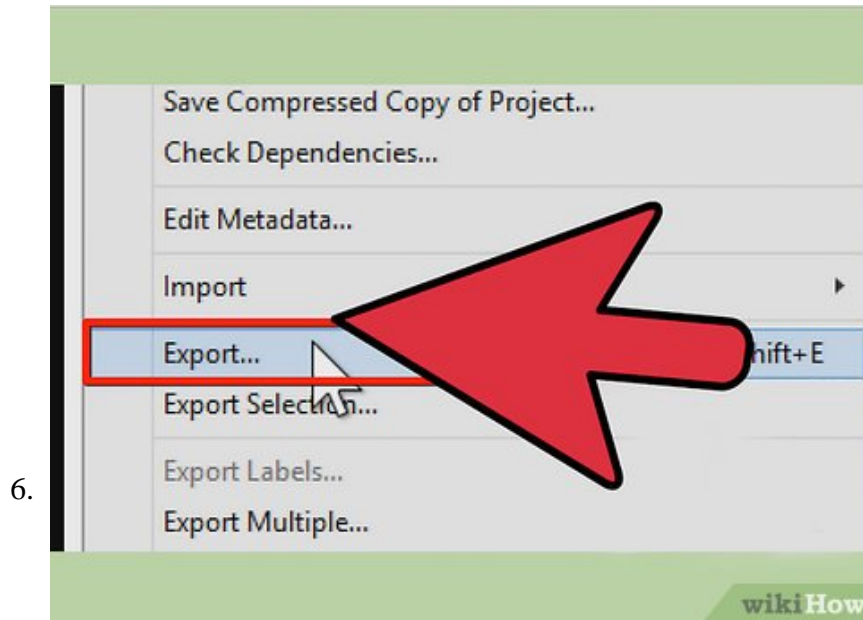 Save Compressed Copy of Project...
Check Dependencies...
Edit Metadata...
Import
Export... hift+E
Export Selection...
Export Labels...
6.
Export Multiple...
wikiHow